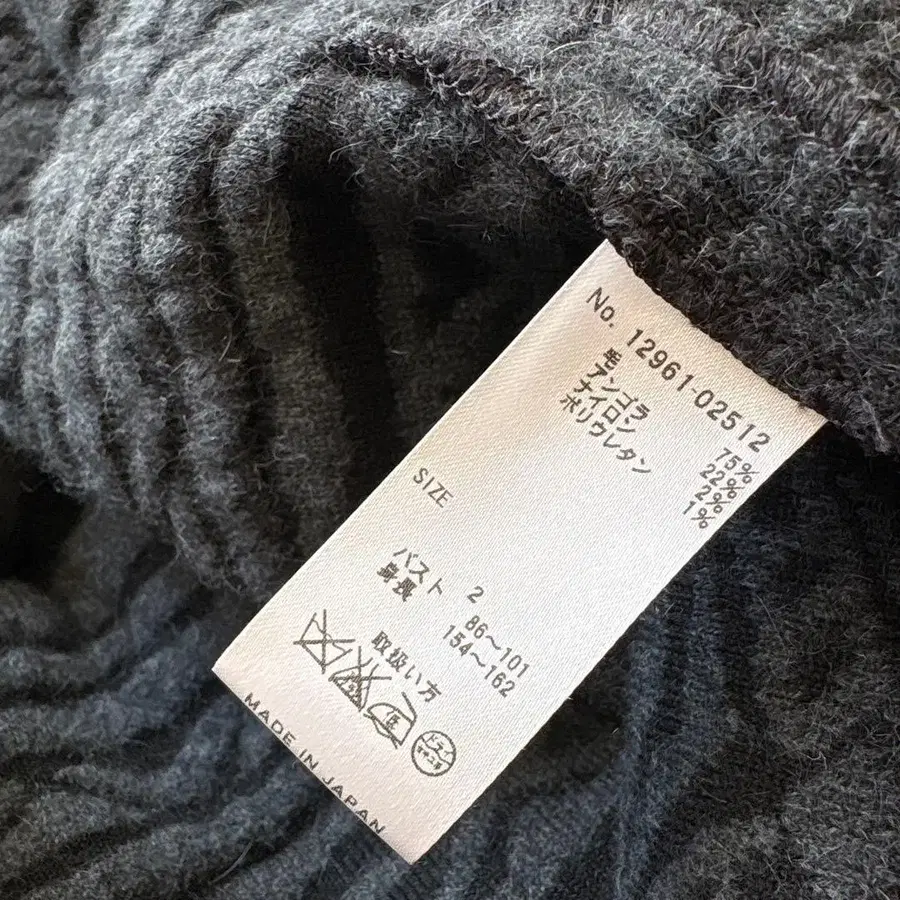 No. 12961-02512
毛 75%
アンゴラ 22%
ナイロン 2%
ポリウレタン 1%
SIZE
2
バスト 86～101
身長 154～162
取扱い方
MADE IN JAPAN